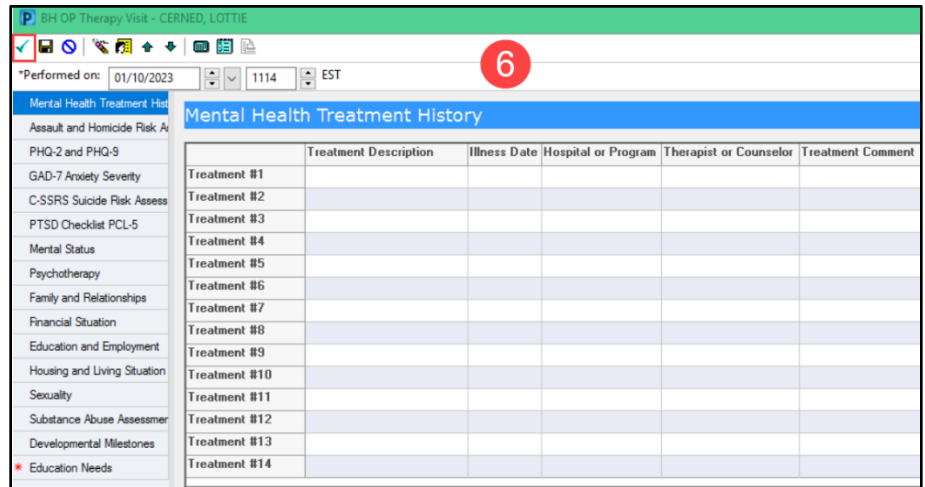 P BH OP Therapy Visit - CERNED, LOTTIE
*Performed on: 01/10/2023 1114 EST
6
Mental Health Treatment Hist
Assault and Homicide Risk A
PHQ-2 and PHQ-9
GAD-7 Anxiety Severity
C-SSRS Suicide Risk Assess
PTSD Checklist PCL-5
Mental Status
Psychotherapy
Family and Relationships
Financial Situation
Education and Employment
Housing and Living Situation
Sexuality
Substance Abuse Assessmer
Developmental Milestones
* Education Needs
Mental Health Treatment History
Treatment Description Illness Date Hospital or Program Therapist or Counselor Treatment Comment
Treatment #1
Treatment #2
Treatment #3
Treatment #4
Treatment #5
Treatment #6
Treatment #7
Treatment #8
Treatment #9
Treatment #10
Treatment #11
Treatment #12
Treatment #13
Treatment #14